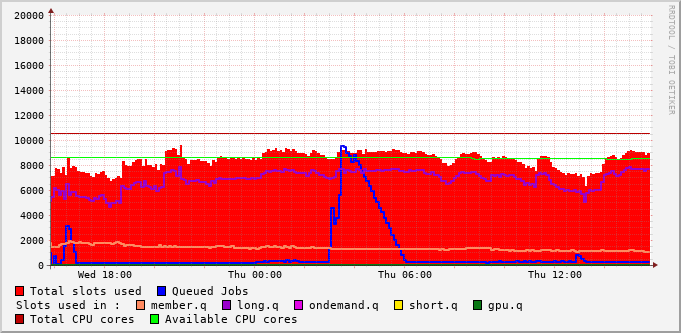 20000
18000
16000
14000
12000
10000
8000
6000
4000
2000
0
Wed 18:00 Thu 00:00 Thu 06:00 Thu 12:00
RRDTOOL / TOBI OETIKER
Total slots used Queued Jobs
Slots used in : member.q long.q ondemand.q short.q gpu.q
Total CPU cores Available CPU cores